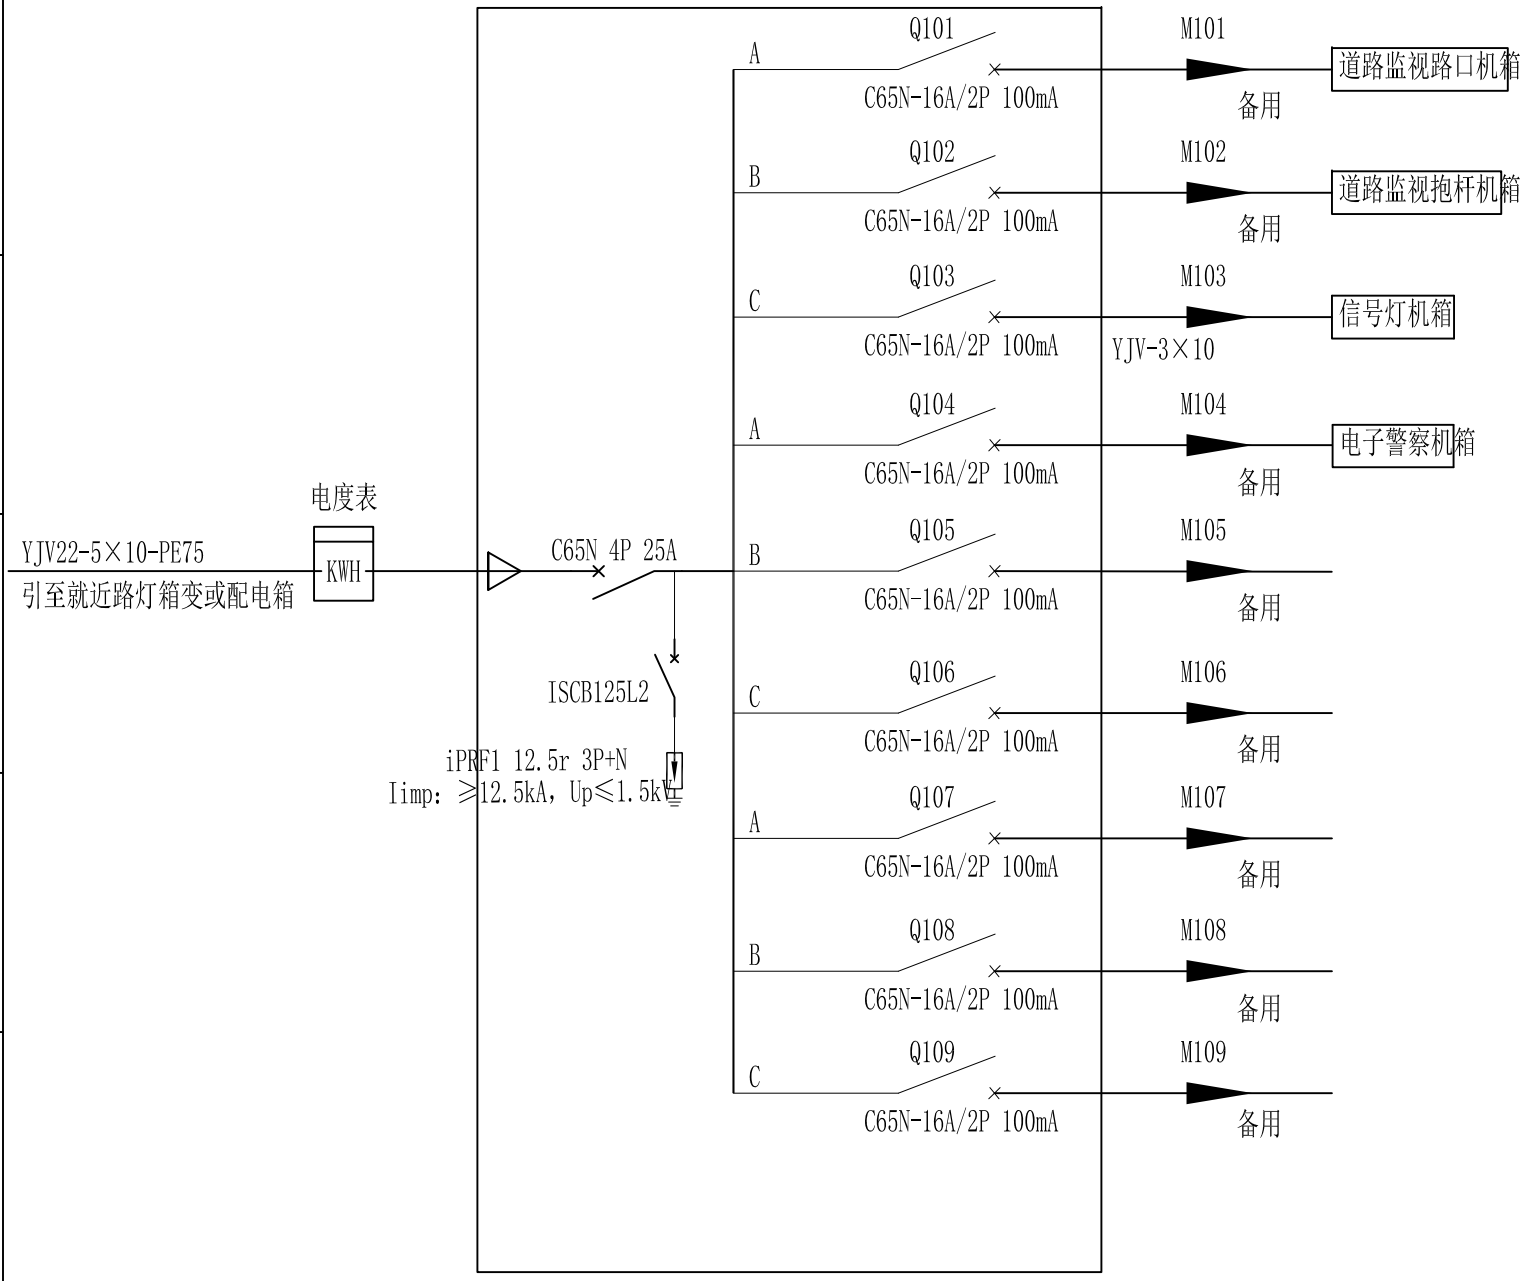 Q101
M101
A
道路监视路口机箱
C65N-16A/2P 100mA
备用
Q102
M102
B
道路监视抱杆机箱
C65N-16A/2P 100mA
备用
Q103
M103
C
信号灯机箱
C65N-16A/2P 100mA
YJV-3×10
Q104
M104
A
电子警察机箱
C65N-16A/2P 100mA
备用
电度表
YJV22-5×10-PE75
KWH
引至就近路灯箱变或配电箱
C65N 4P 25A
Q105
M105
B
C65N-16A/2P 100mA
备用
ISCB125L2
Q106
M106
C
C65N-16A/2P 100mA
备用
iPRF1 12.5r 3P+N
Iimp: ≥12.5kA, Up≤1.5kV
Q107
M107
A
C65N-16A/2P 100mA
备用
Q108
M108
B
C65N-16A/2P 100mA
备用
Q109
M109
C
C65N-16A/2P 100mA
备用